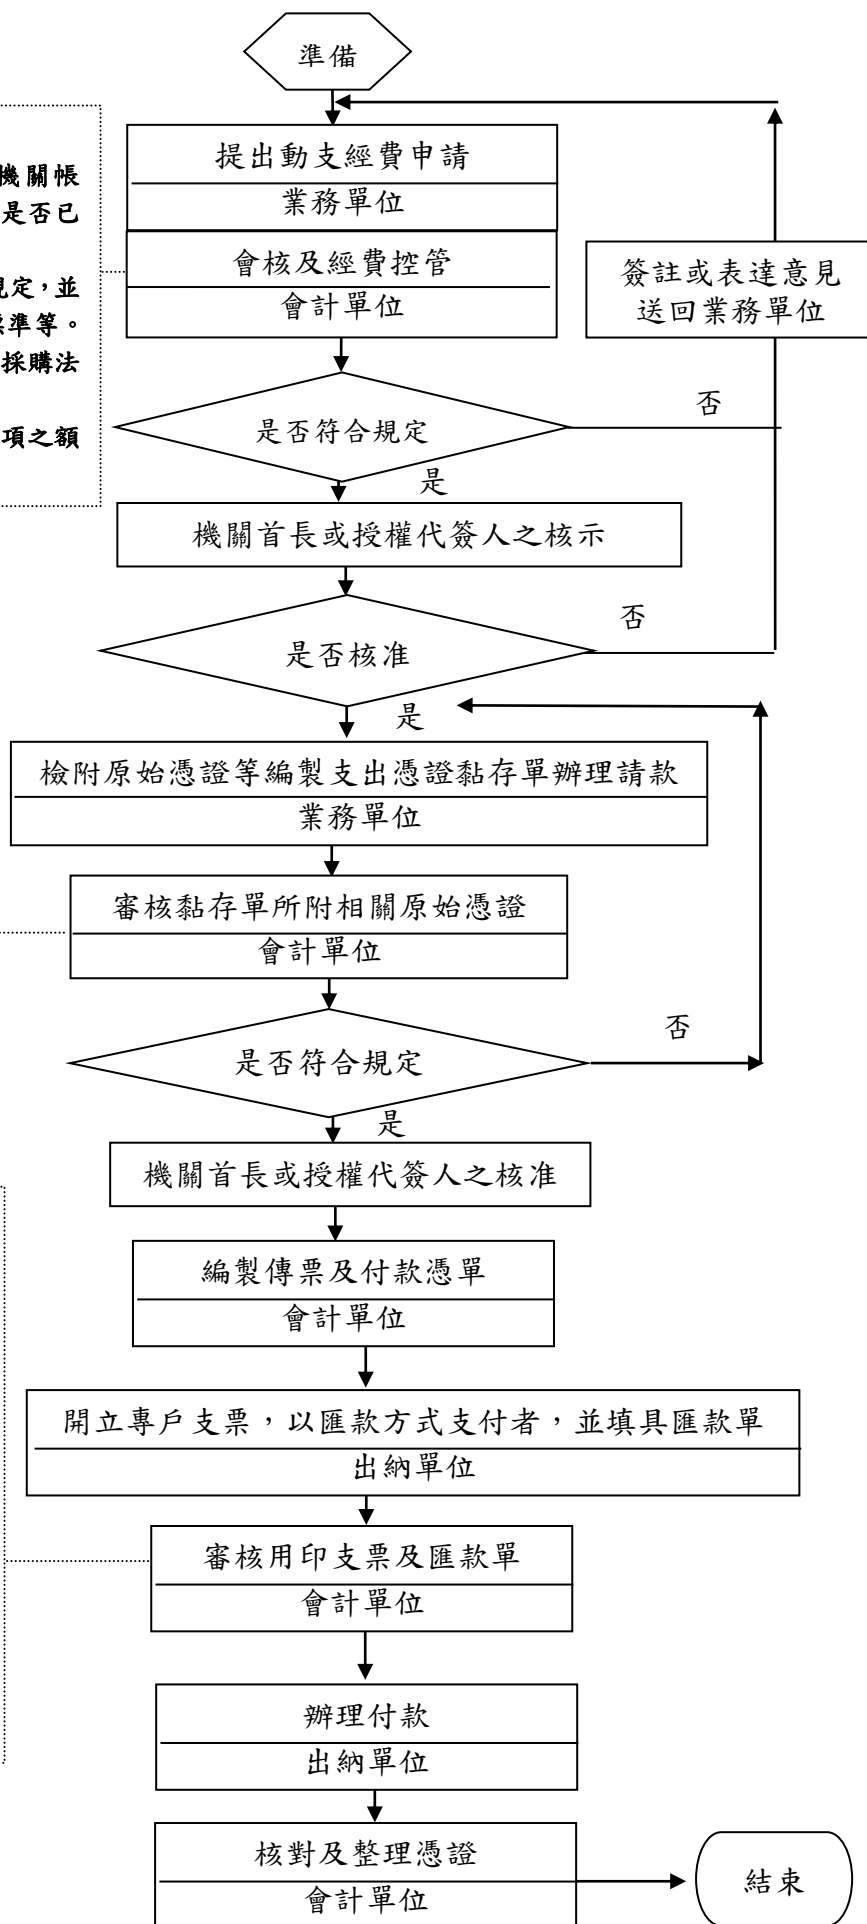 準備
提出動支經費申請
業務單位
機關帳
是否已
規定，並
標準等。
採購法
項之額
會核及經費控管
會計單位
簽註或表達意見
送回業務單位
是否符合規定
否
是
機關首長或授權代簽人之核示
是否核准
否
是
檢附原始憑證等編製支出憑證黏存單辦理請款
業務單位
審核黏存單所附相關原始憑證
會計單位
是否符合規定
否
是
機關首長或授權代簽人之核准
編製傳票及付款憑單
會計單位
開立專戶支票，以匯款方式支付者，並填具匯款單
出納單位
審核用印支票及匯款單
會計單位
辦理付款
出納單位
核對及整理憑證
會計單位
結束